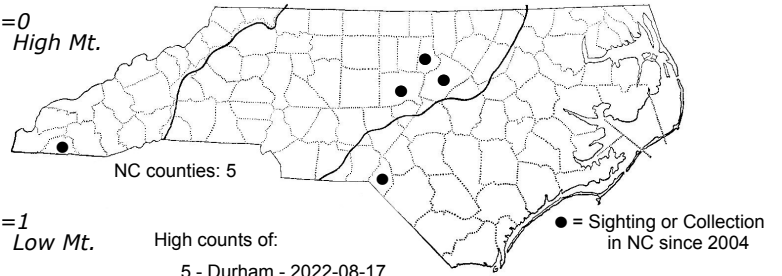 =0
High Mt.
NC counties: 5
=1
Low Mt.
High counts of:
5 - Durham - 2022-08-17
● = Sighting or Collection
in NC since 2004